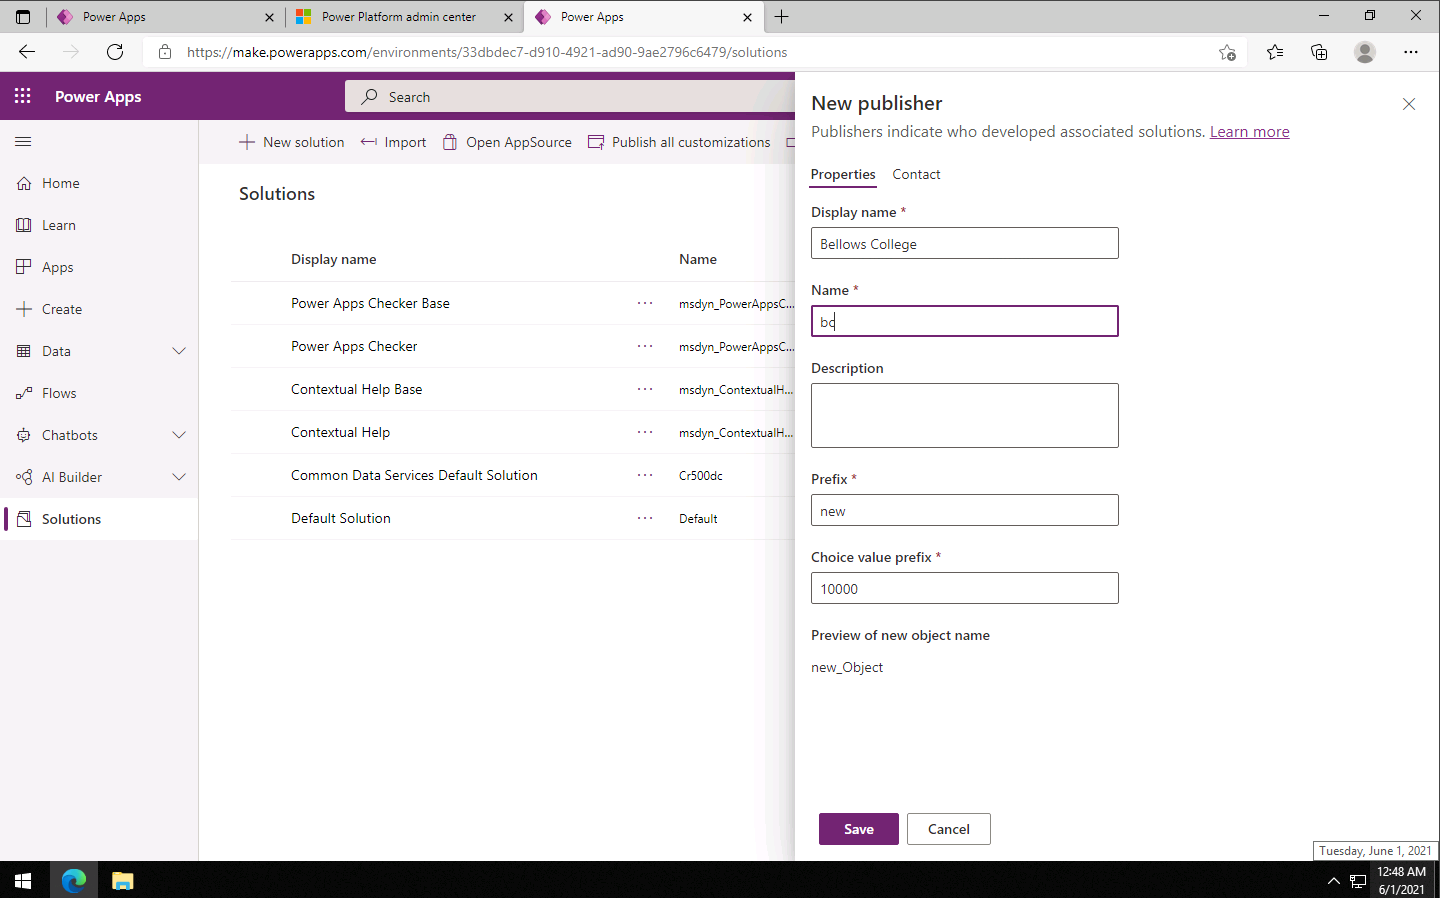 Power Apps
Power Platform admin center
Power Apps
https://make.powerapps.com/environments/33dbdec7-d910-4921-ad90-9ae2796c6479/solutions
Power Apps
Search
New solution
Import
Open AppSource
Publish all customizations
Home
Learn
Apps
Create
Data
Flows
Chatbots
AI Builder
Solutions
Solutions
Display name Name
Power Apps Checker Base ··· msdyn_PowerAppsC...
Power Apps Checker ··· msdyn_PowerAppsC...
Contextual Help Base ··· msdyn_ContextualH...
Contextual Help ··· msdyn_ContextualH...
Common Data Services Default Solution ··· Cr500dc
Default Solution ··· Default
New publisher
Publishers indicate who developed associated solutions. Learn more
Properties Contact
Display name *
Bellows College
Name *
bc
Description
Prefix *
new
Choice value prefix *
10000
Preview of new object name
new_Object
Save Cancel
Tuesday, June 1, 2021
12:48 AM
6/1/2021